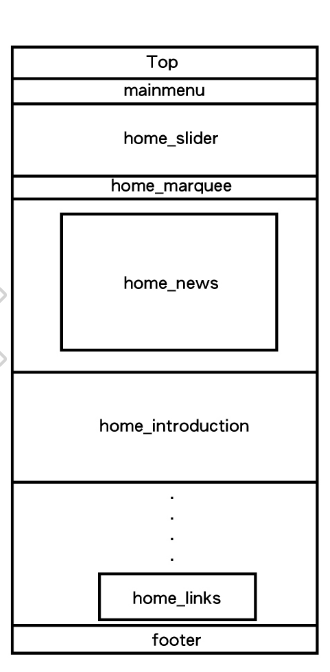 Top
mainmenu
home_slider
home_marquee
home_news
home_introduction
.
.
.
.
home_links
footer